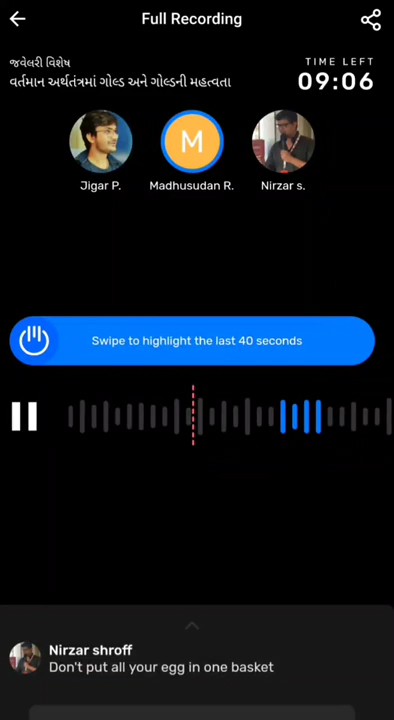 Full Recording
જવેલરી વિશેષ
વર્તમાન અર્થતંત્રમાં ગોલ્ડ અને ગોલ્ડની મહત્વતા
TIME LEFT
09:06
M
Jigar P.
Madhusudan R.
Nirzar s.
Swipe to highlight the last 40 seconds
Nirzar shroff
Don't put all your egg in one basket